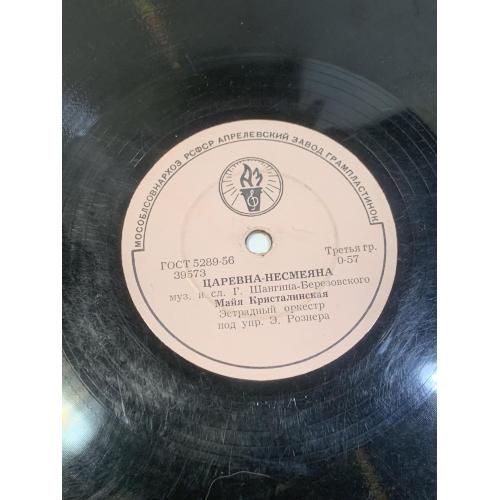 МОСОБЛСОВНАРХОЗ РСФСР АПРЕЛЕВСКИЙ ЗАВОД ГРАМПЛАСТИНОК
АЗ
ГОСТ 5289-56
Третья гр.
39573
0-57
ЦАРЕВНА-НЕСМЕЯНА
муз. и сл. Г. Шангина-Березовского
Майя Кристалинская
Эстрадный оркестр
под упр. Э. Рознера